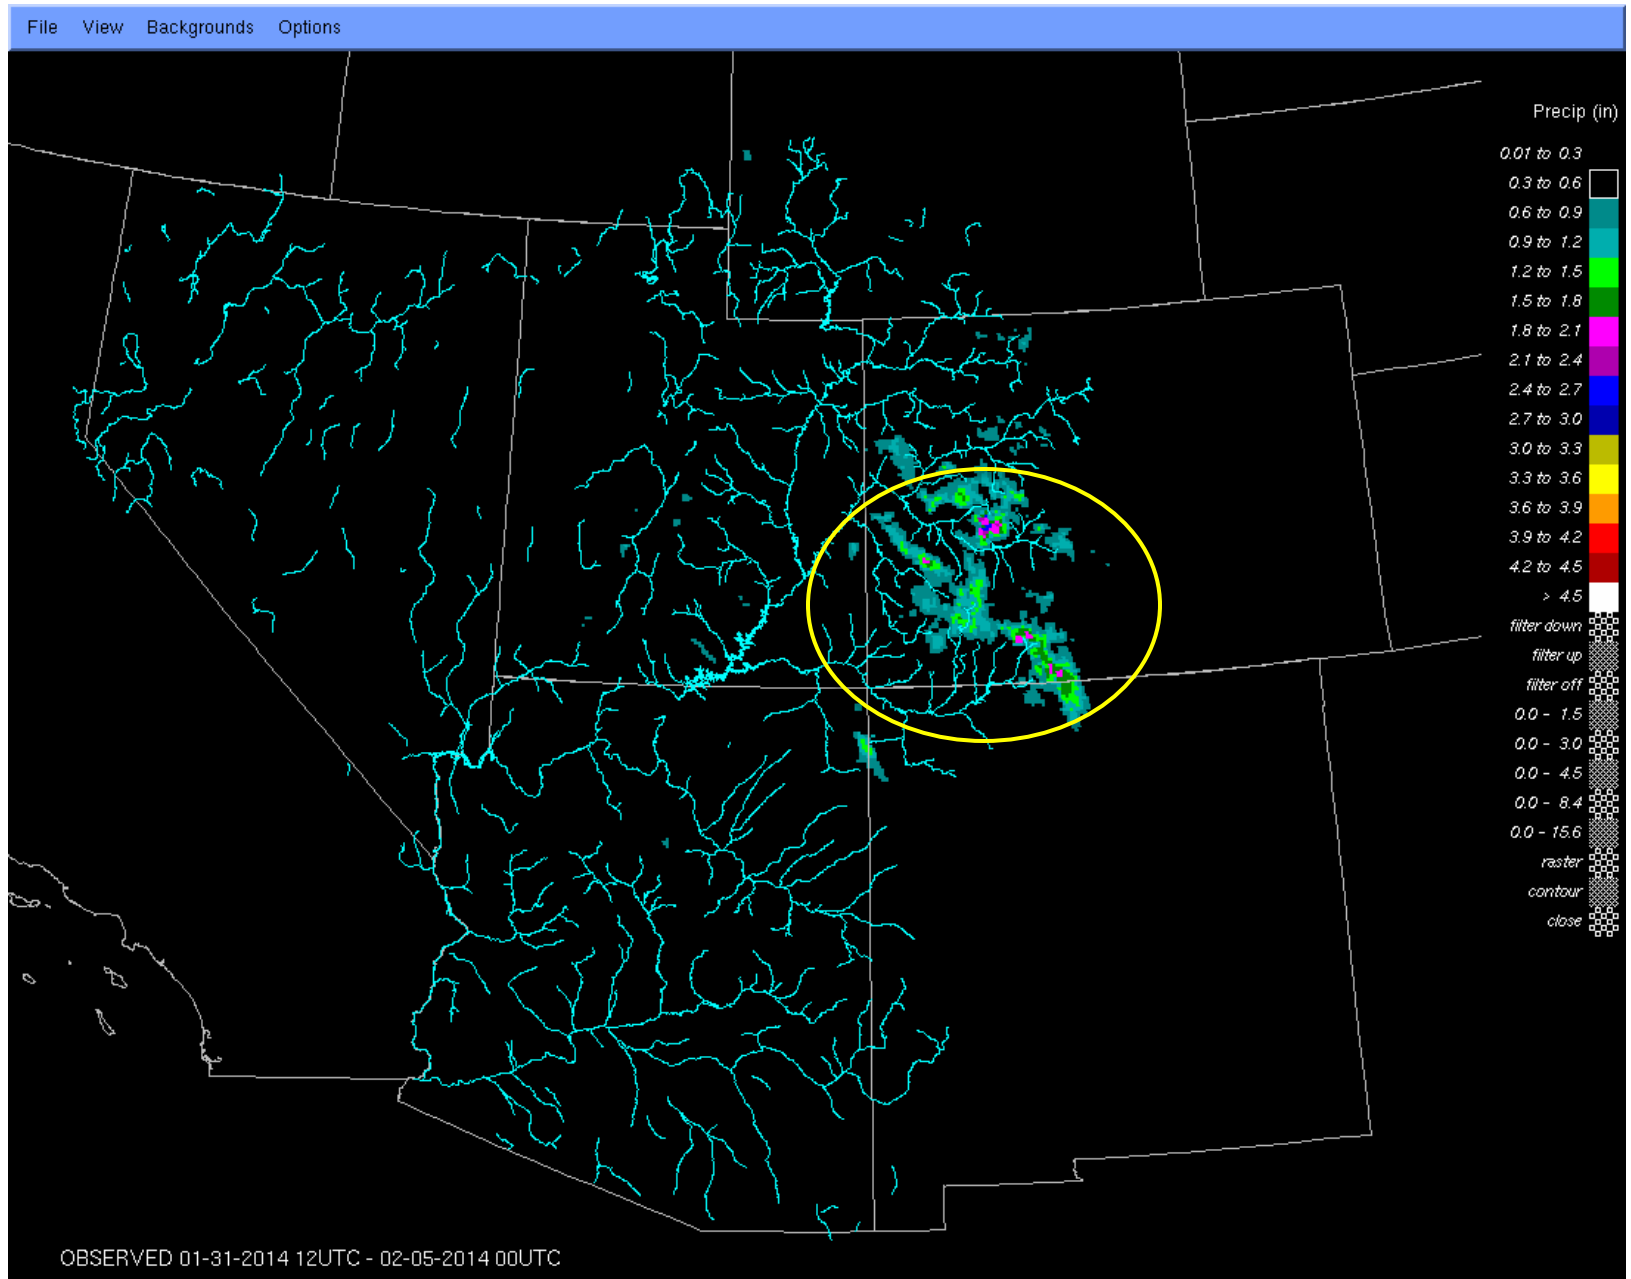 File View Backgrounds Options
Precip (in)
0.01 to 0.3
0.3 to 0.6
0.6 to 0.9
0.9 to 1.2
1.2 to 1.5
1.5 to 1.8
1.8 to 2.1
2.1 to 2.4
2.4 to 2.7
2.7 to 3.0
3.0 to 3.3
3.3 to 3.6
3.6 to 3.9
3.9 to 4.2
4.2 to 4.5
> 4.5
filter down
filter up
filter off
0.0 - 1.5
0.0 - 3.0
0.0 - 4.5
0.0 - 8.4
0.0 - 15.6
raster
contour
close
OBSERVED 01-31-2014 12UTC - 02-05-2014 00UTC